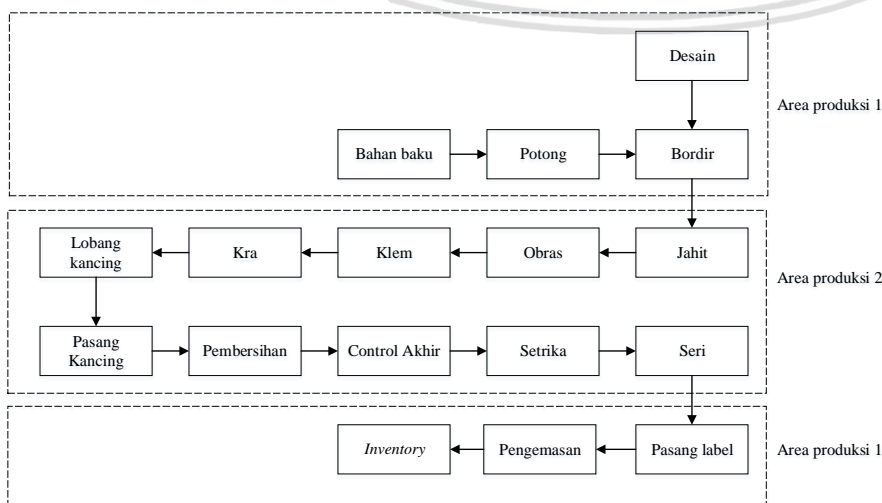 Desain
Area produksi 1
Bahan baku
Potong
Bordir
Lobang
kancing
Kra
Klem
Obras
Jahit
Area produksi 2
Pasang
Kancing
Pembersihan
Control Akhir
Setrika
Seri
Inventory
Pengemasan
Pasang label
Area produksi 1